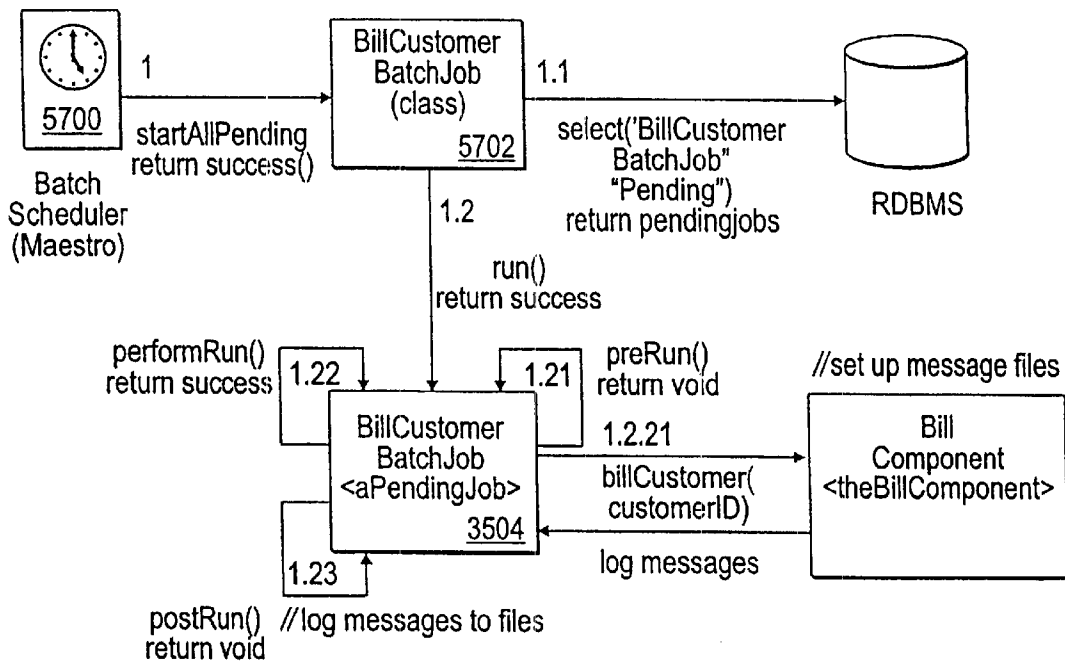 5700
Batch
Scheduler
(Maestro)
1
startAllPending
return success()
BillCustomer
BatchJob
(class)
5702
1.1
select('BillCustomer
BatchJob"
"Pending")
return pendingjobs
RDBMS
1.2
run()
return success
performRun()
return success
1.22
1.21
preRun()
return void
//set up message files
BillCustomer
BatchJob
<aPendingJob>
3504
1.2.21
billCustomer(
customerID)
log messages
Bill
Component
<theBillComponent>
1.23
postRun()
return void
//log messages to files